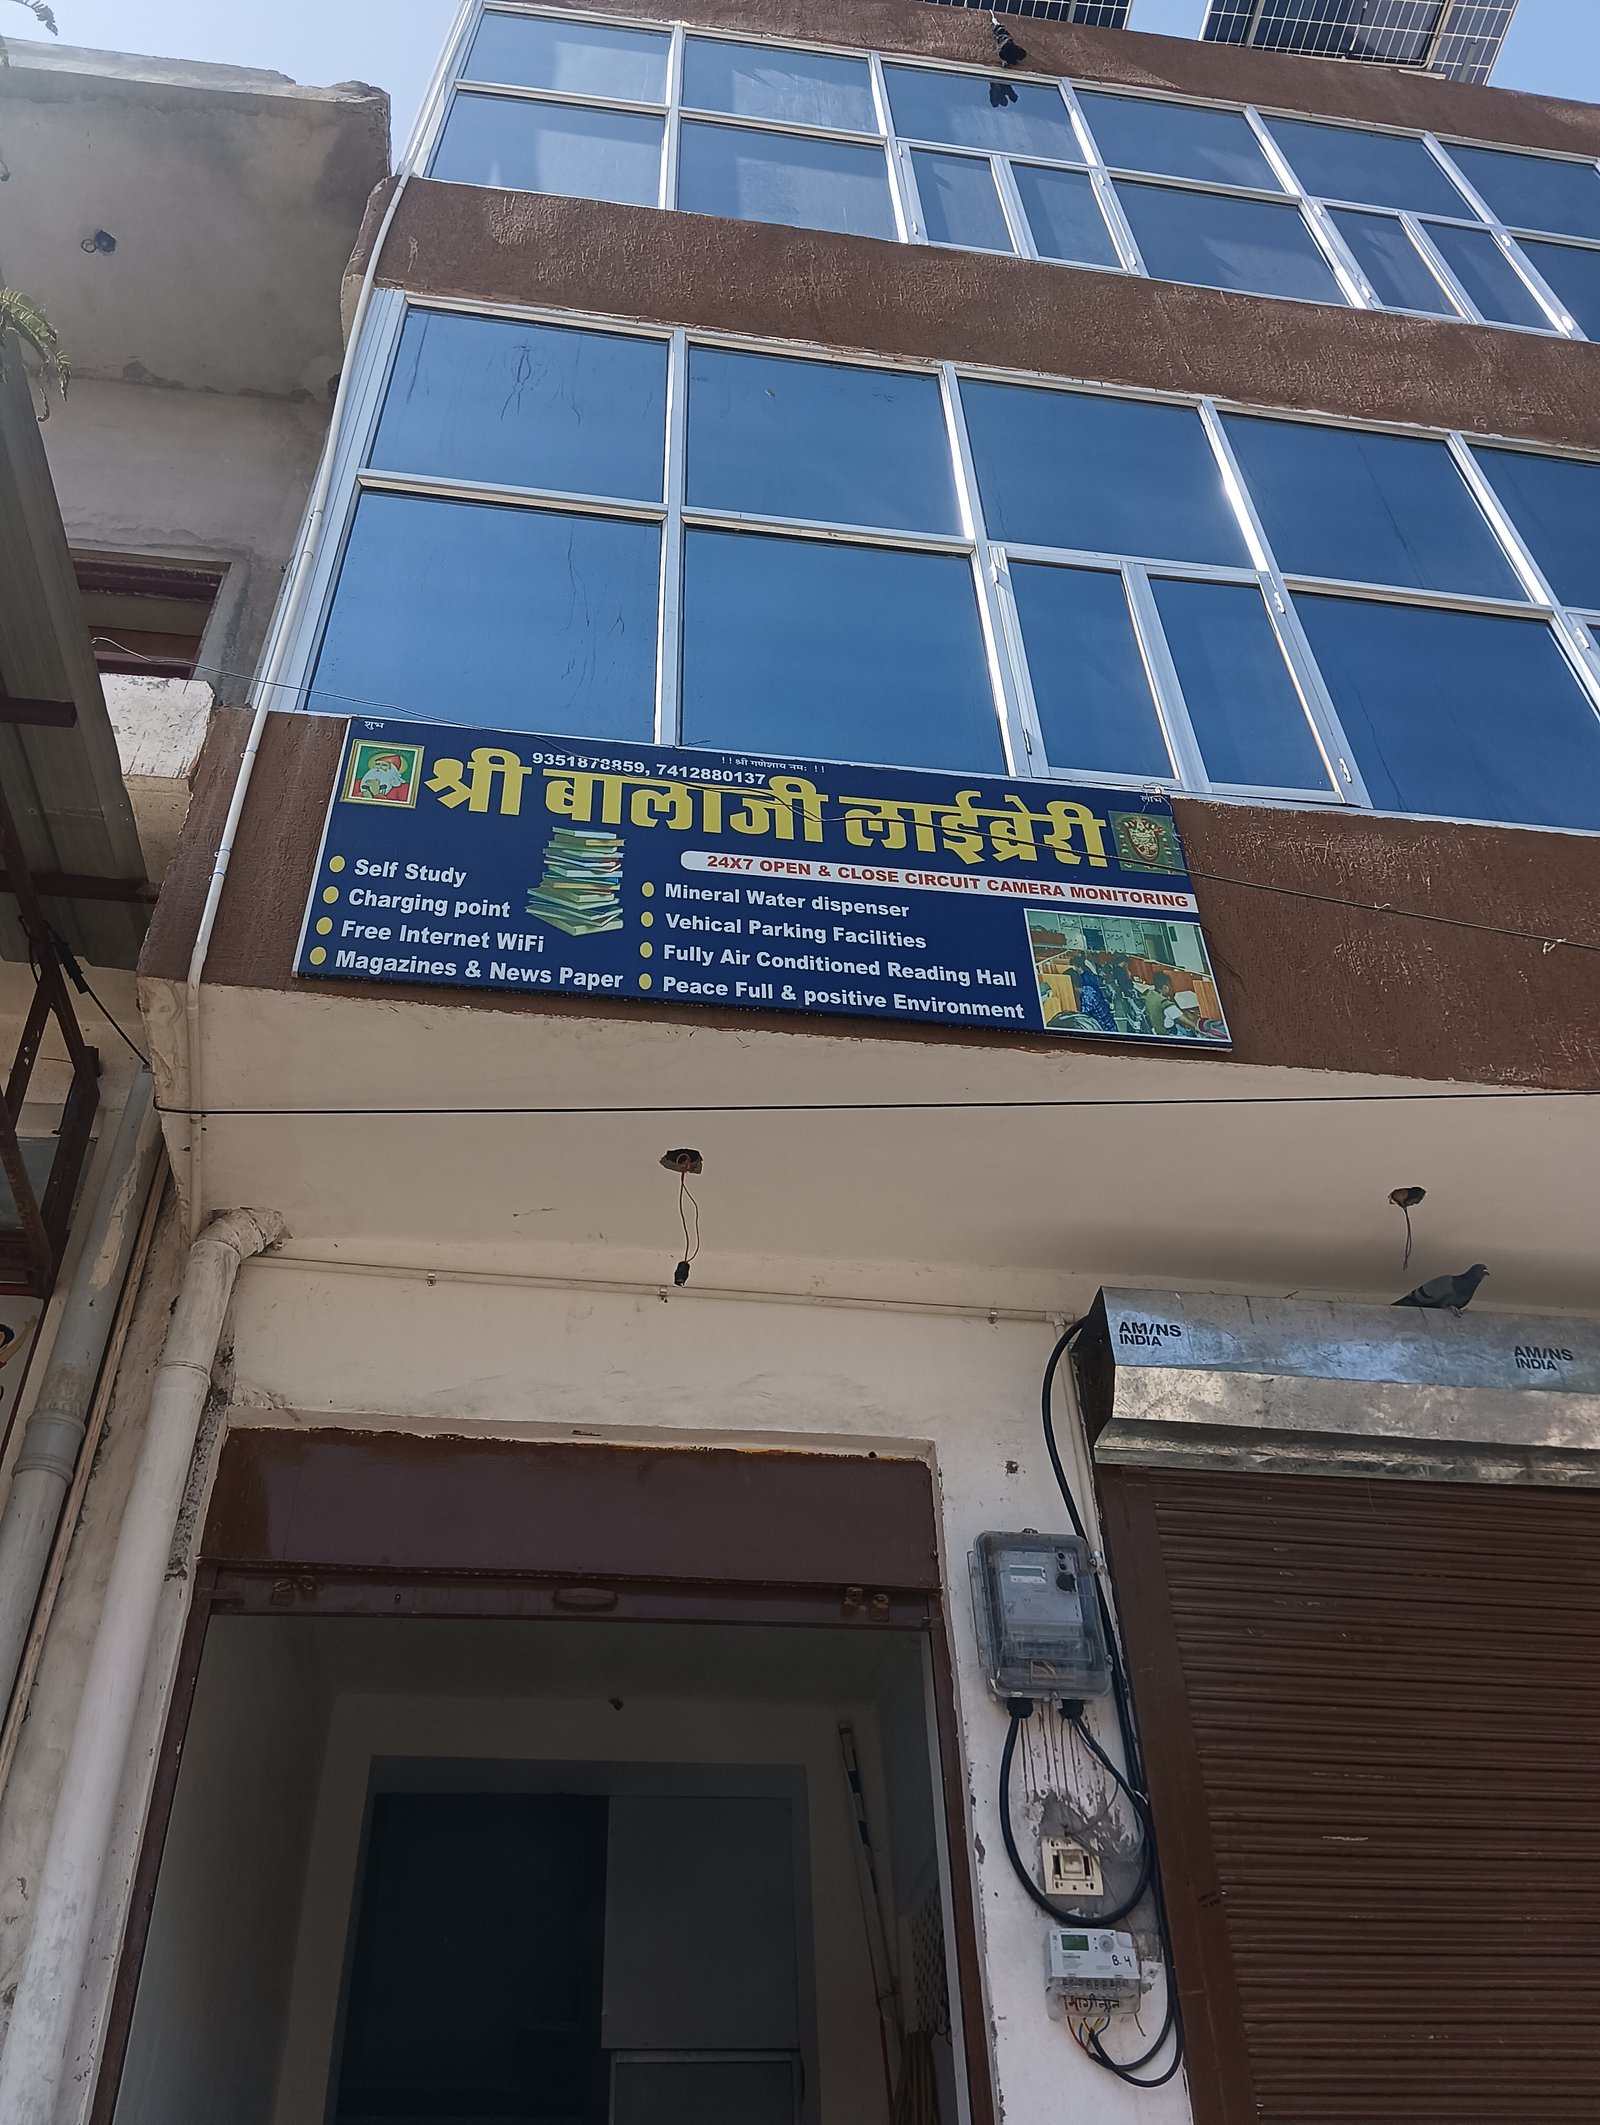 शुभ
!! श्री गणेशाय नमः !!
लाभ
9351878859, 7412880137
श्री बालाजी लाईब्रेरी
24X7 OPEN & CLOSE CIRCUIT CAMERA MONITORING
Self Study
Charging point
Free Internet WiFi
Magazines & News Paper
Mineral Water dispenser
Vehical Parking Facilities
Fully Air Conditioned Reading Hall
Peace Full & positive Environment
AM/NS
INDIA
AM/NS
INDIA
B.4